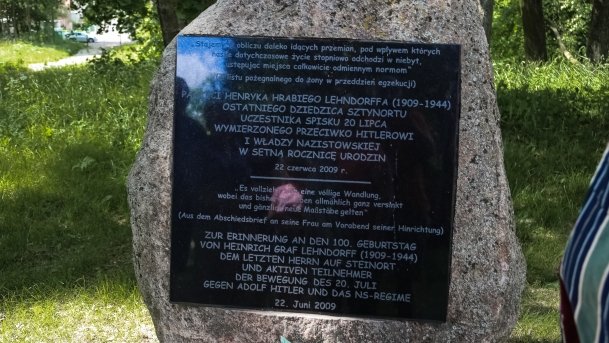 „Staję w obliczu daleko idących przemian, pod wpływem których
dotychczasowe życie stopniowo odchodzi w niebyt,
ustępując miejsca całkowicie odmiennym normom"
listu pożegnalnego do żony w przeddzień egzekucji)
HENRYKA HRABIEGO LEHNDORFFA (1909-1944)
OSTATNIEGO DZIEDZICA SZTYNORTU
UCZESTNIKA SPISKU 20 LIPCA
WYMIERZONEGO PRZECIWKO HITLEROWI
I WŁADZY NAZISTOWSKIEJ
W SETNĄ ROCZNICĘ URODZIN
22 czerwca 2009 r.
„Es vollzieht eine völlige Wandlung,
wobei das allmählich ganz versinkt
und gänzlich neue Maßstäbe gelten"
(Aus dem Abschiedsbrief an seine Frau am Vorabend seiner Hinrichtung)
ZUR ERINNERUNG AN DEN 100. GEBURTSTAG
VON HEINRICH GRAF LEHNDORFF (1909-1944)
DEM LETZTEN HERRN AUF STEINORT
UND AKTIVEN TEILNEHMER
DER BEWEGUNG DES 20. JULI
GEGEN ADOLF HITLER UND DAS NS-REGIME
22. Juni 2009